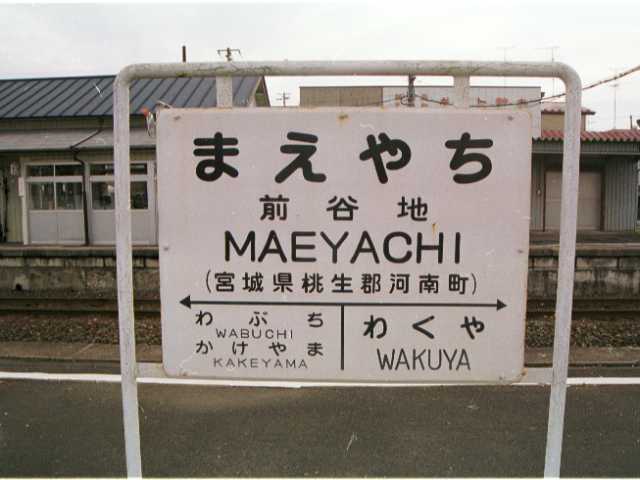 まえやち
前谷地
MAEYACHI
(宮城県桃生郡河南町)
わぶち
WABUCHI
かけやま
KAKEYAMA
わくや
WAKUYA